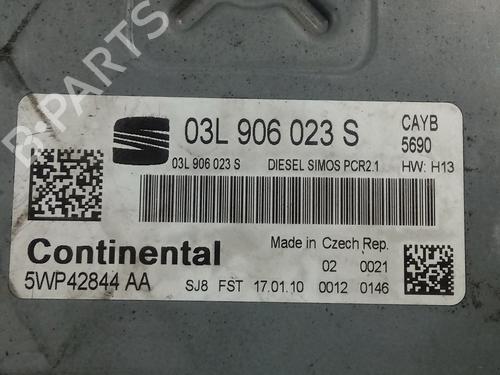 B-PARTS
03L 906 023 S
CAYB
5690
03L 906 023 S DIESEL SIMOS PCR2.1 HW: H13
Continental
Made in Czech Rep.
5WP42844 AA
02 0021
SJ8 FST 17.01.10 0012 0146